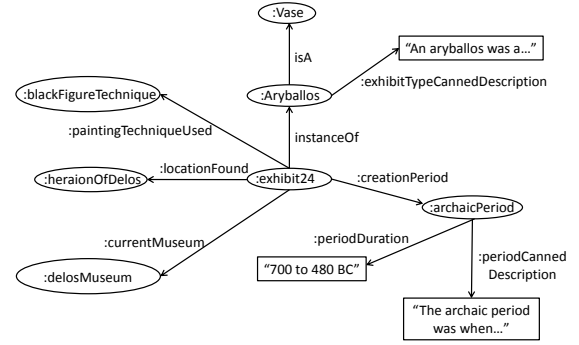 :Vase
isA
“An aryballos was a…”
:exhibitTypeCannedDescription
:Aryballos
:blackFigureTechnique
instanceOf
:paintingTechniqueUsed
:locationFound
:heraionOfDelos
:exhibit24
:creationPeriod
:archaicPeriod
:currentMuseum
:periodDuration
:periodCanned
Description
:delosMuseum
“700 to 480 BC”
“The archaic period
was when…”